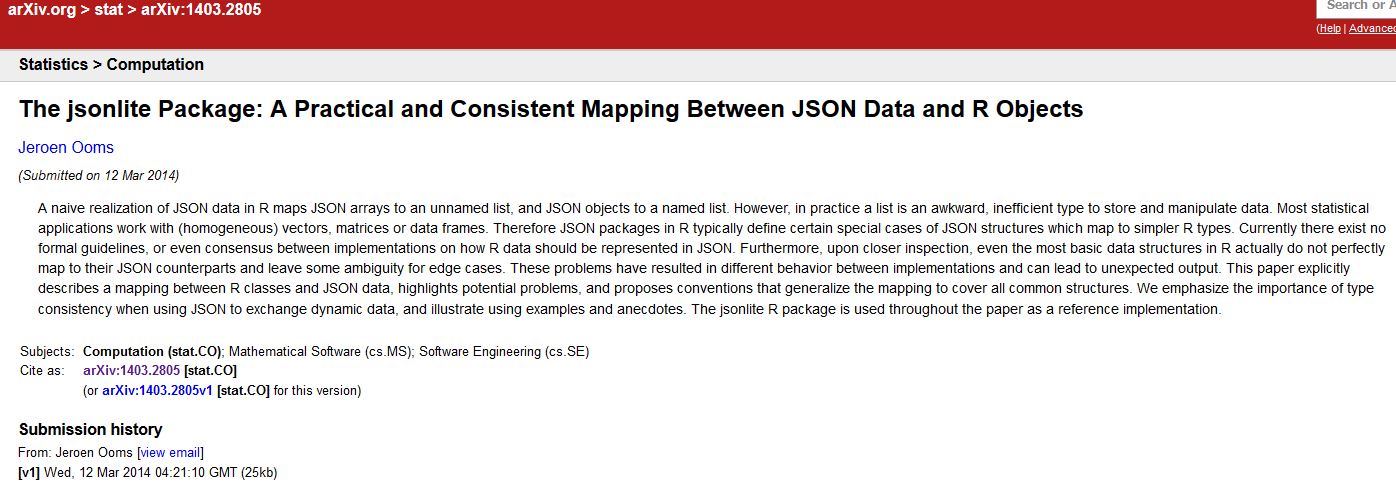 arXiv.org > stat > arXiv:1403.2805
Search or A
(Help | Advanced
Statistics > Computation
The jsonlite Package: A Practical and Consistent Mapping Between JSON Data and R Objects
Jeroen Ooms
(Submitted on 12 Mar 2014)
A naive realization of JSON data in R maps JSON arrays to an unnamed list, and JSON objects to a named list. However, in practice a list is an awkward, inefficient type to store and manipulate data. Most statistical
applications work with (homogeneous) vectors, matrices or data frames. Therefore JSON packages in R typically define certain special cases of JSON structures which map to simpler R types. Currently there exist no
formal guidelines, or even consensus between implementations on how R data should be represented in JSON. Furthermore, upon closer inspection, even the most basic data structures in R actually do not perfectly
map to their JSON counterparts and leave some ambiguity for edge cases. These problems have resulted in different behavior between implementations and can lead to unexpected output. This paper explicitly
describes a mapping between R classes and JSON data, highlights potential problems, and proposes conventions that generalize the mapping to cover all common structures. We emphasize the importance of type
consistency when using JSON to exchange dynamic data, and illustrate using examples and anecdotes. The jsonlite R package is used throughout the paper as a reference implementation.
Subjects: Computation (stat.CO); Mathematical Software (cs.MS); Software Engineering (cs.SE)
Cite as: arXiv:1403.2805 [stat.CO]
(or arXiv:1403.2805v1 [stat.CO] for this version)
Submission history
From: Jeroen Ooms [view email]
[v1] Wed, 12 Mar 2014 04:21:10 GMT (25kb)